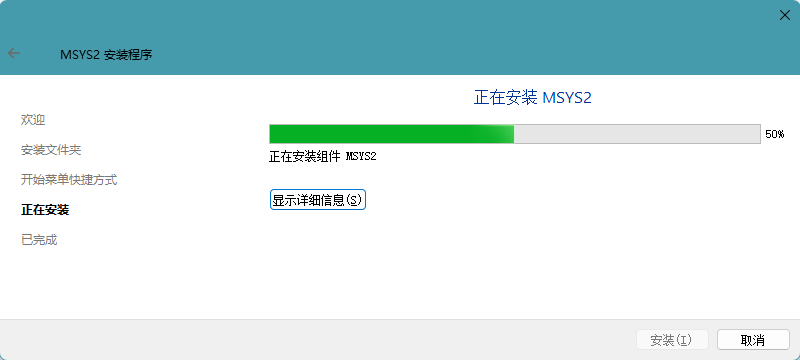 MSYS2 安装程序
正在安装 MSYS2
欢迎
安装文件夹
开始菜单快捷方式
正在安装
已完成
50%
正在安装组件 MSYS2
显示详细信息(S)
安装(I)
取消